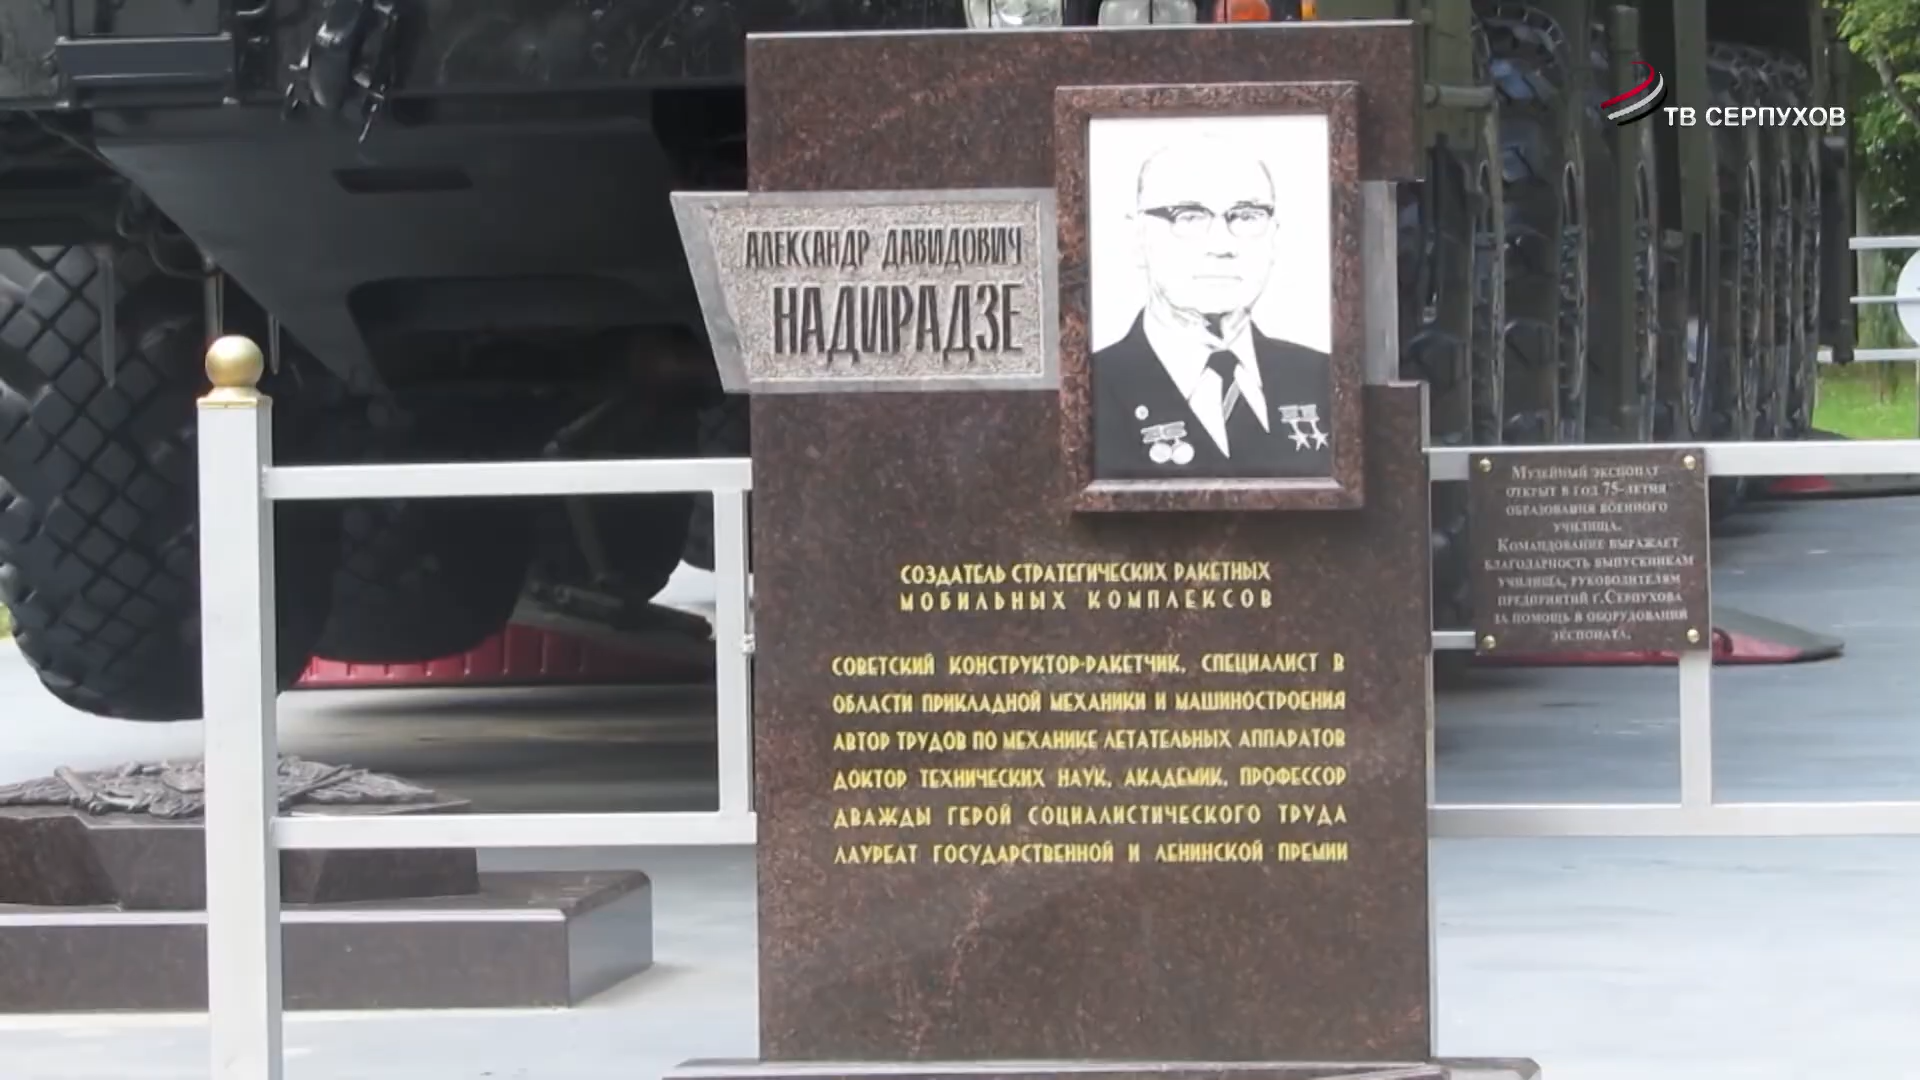 ТВ СЕРПУХОВ
АЛЕКСАНДР ДАВИДОВИЧ
НАДИРАДЗЕ
СОЗДАТЕЛЬ СТРАТЕГИЧЕСКИХ РАКЕТНЫХ
МОБИЛЬНЫХ КОМПЛЕКСОВ
СОВЕТСКИЙ КОНСТРУКТОР-РАКЕТЧИК, СПЕЦИАЛИСТ В
ОБЛАСТИ ПРИКЛАДНОЙ МЕХАНИКИ И МАШИНОСТРОЕНИЯ
АВТОР ТРУДОВ ПО МЕХАНИКЕ ЛЕТАТЕЛЬНЫХ АППАРАТОВ
ДОКТОР ТЕХНИЧЕСКИХ НАУК, АКАДЕМИК, ПРОФЕССОР
ДВАЖДЫ ГЕРОЙ СОЦИАЛИСТИЧЕСКОГО ТРУДА
ЛАУРЕАТ ГОСУДАРСТВЕННОЙ И ЛЕНИНСКОЙ ПРЕМИИ
МУЗЕЙНЫЙ ЭКСПОНАТ
ОТКРЫТ В ГОД 75-ЛЕТИЯ
ОБРАЗОВАНИЯ ВОЕННОГО
УЧИЛИЩА.
КОМАНДОВАНИЕ ВЫРАЖАЕТ
БЛАГОДАРНОСТЬ ВЫПУСКНИКАМ
УЧИЛИЩА, РУКОВОДИТЕЛЯМ
ПРЕДПРИЯТИЙ Г.СЕРПУХОВА
ЗА ПОМОЩЬ В ОБОРУДОВАНИИ
ЭКСПОНАТА.